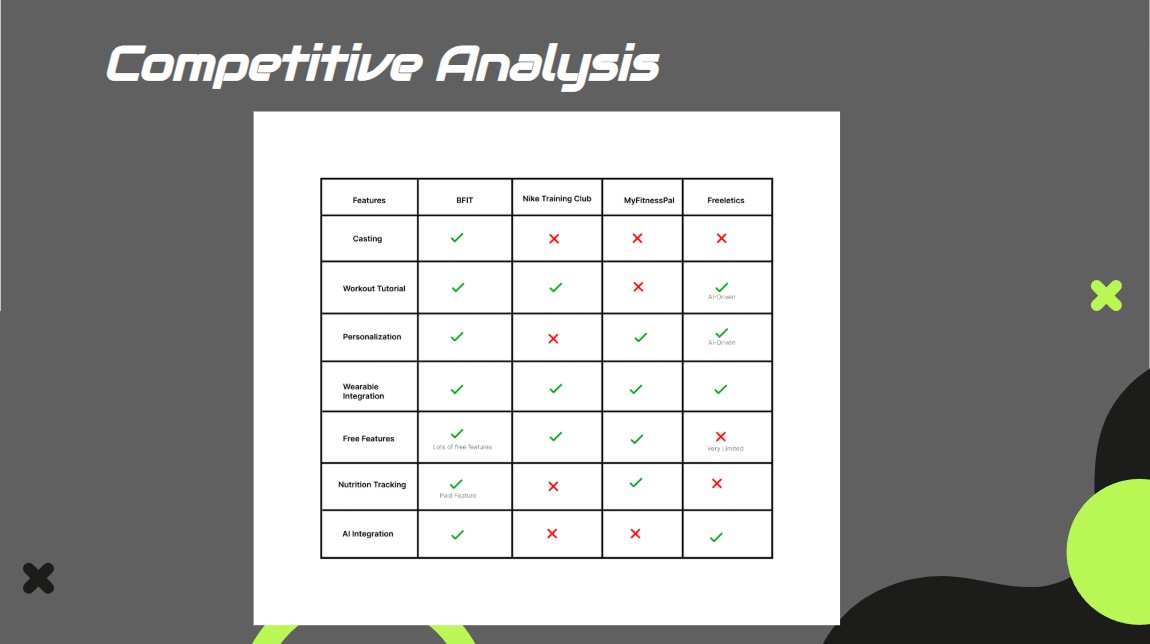 Competitive Analysis
Features BFIT Nike Training Club MyFitnessPal Freeletics
Casting
Workout Tutorial
AI-Driven
Personalization
AI-Driven
Wearable
Integration
Free Features
Lots of free features
Very Limited
Nutrition Tracking
Paid Feature
AI Integration